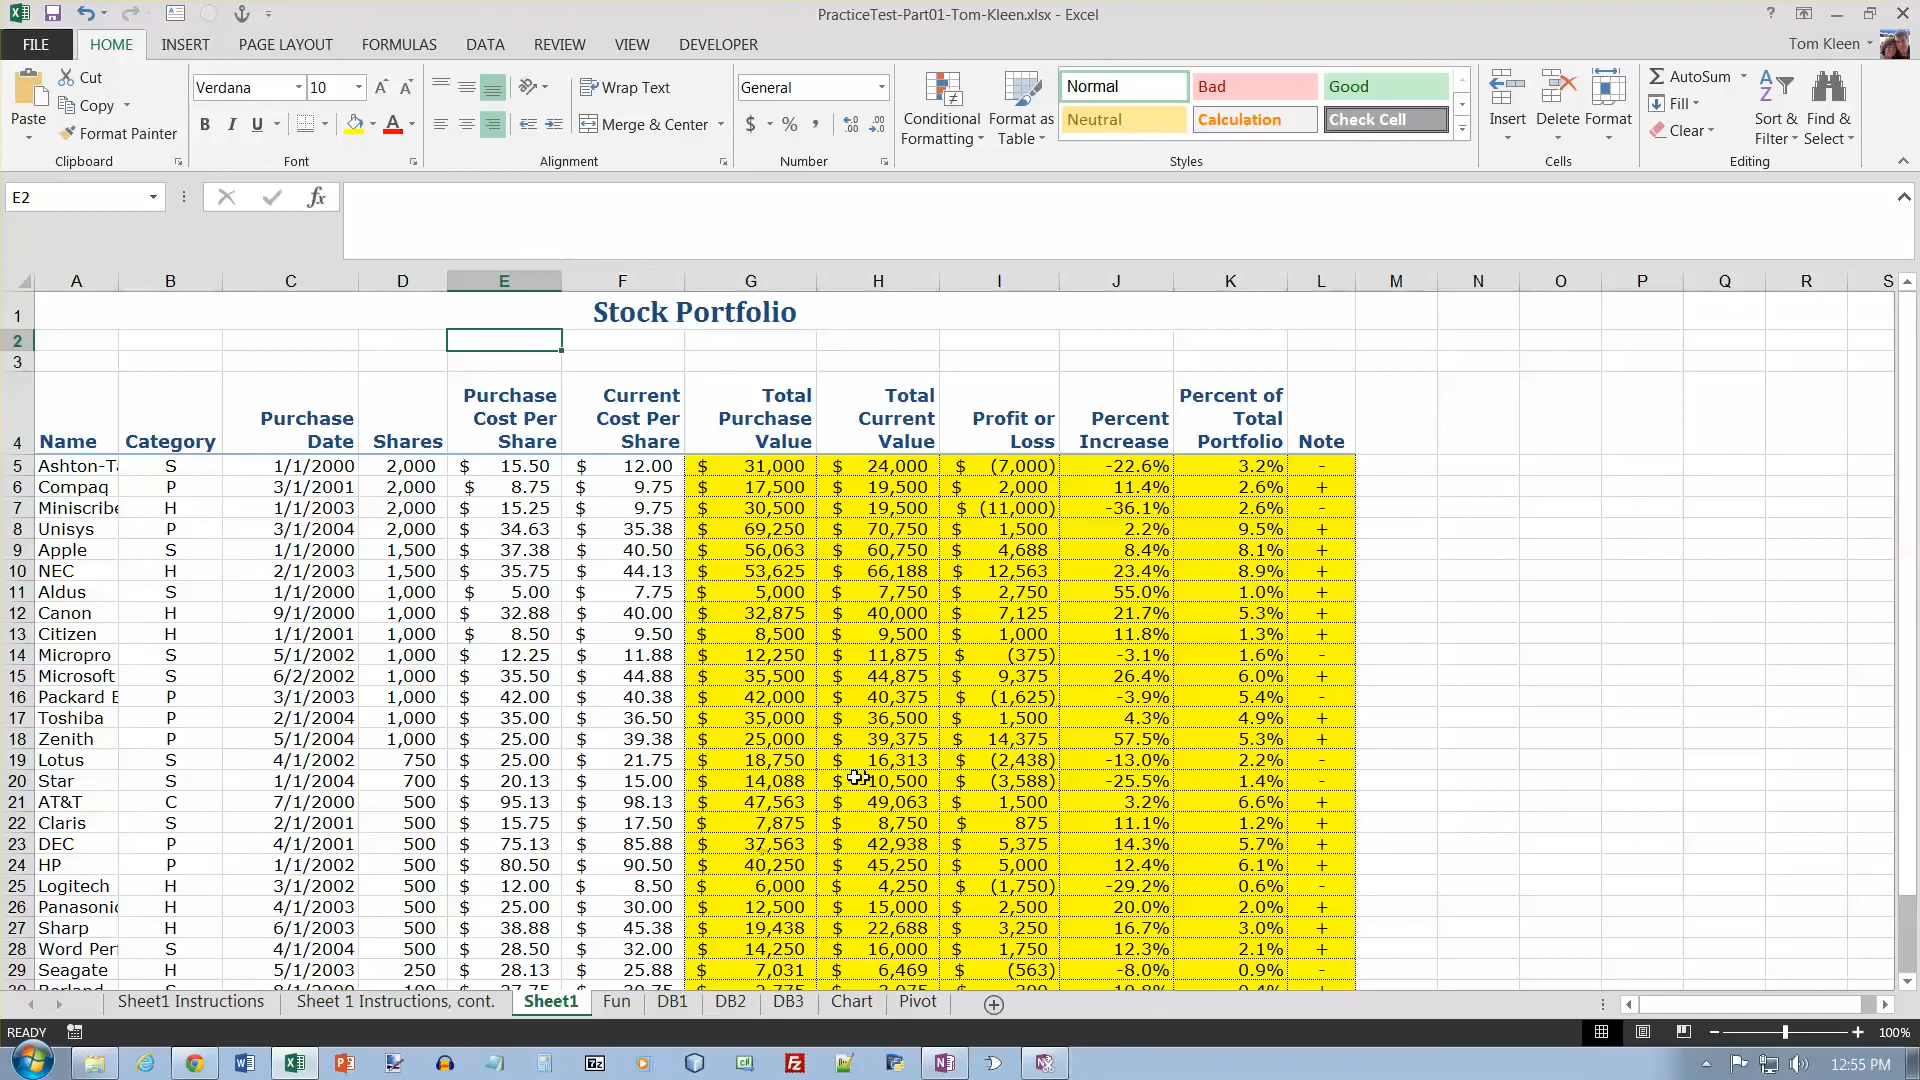 PracticeTest-Part01-Tom-Kleen.xlsx - Excel
FILE HOME INSERT PAGE LAYOUT FORMULAS DATA REVIEW VIEW DEVELOPER Tom Kleen
Paste Cut Copy Format Painter
Verdana 10
B I U
Wrap Text
Merge & Center
General
$ % ,
Conditional Formatting
Format as Table
Normal Bad Good
Neutral Calculation Check Cell
Insert Delete Format
AutoSum
Fill
Clear
Sort & Filter
Find & Select
Clipboard Font Alignment Number Styles Cells Editing
E2 fx
A B C D E F G H I J K L M N O P Q R S
1 Stock Portfolio
2
3
4 Name Category Purchase Date Shares Purchase Cost Per Share Current Cost Per Share Total Purchase Value Total Current Value Profit or Loss Percent Increase Percent of Total Portfolio Note
5 Ashton-Ta S 1/1/2000 2,000 $ 15.50 $ 12.00 $ 31,000 $ 24,000 $ (7,000) -22.6% 3.2% -
6 Compaq P 3/1/2001 2,000 $ 8.75 $ 9.75 $ 17,500 $ 19,500 $ 2,000 11.4% 2.6% +
7 Miniscribe H 1/1/2003 2,000 $ 15.25 $ 9.75 $ 30,500 $ 19,500 $ (11,000) -36.1% 2.6% -
8 Unisys P 3/1/2004 2,000 $ 34.63 $ 35.38 $ 69,250 $ 70,750 $ 1,500 2.2% 9.5% +
9 Apple S 1/1/2000 1,500 $ 37.38 $ 40.50 $ 56,063 $ 60,750 $ 4,688 8.4% 8.1% +
10 NEC H 2/1/2003 1,500 $ 35.75 $ 44.13 $ 53,625 $ 66,188 $ 12,563 23.4% 8.9% +
11 Aldus S 1/1/2000 1,000 $ 5.00 $ 7.75 $ 5,000 $ 7,750 $ 2,750 55.0% 1.0% +
12 Canon H 9/1/2000 1,000 $ 32.88 $ 40.00 $ 32,875 $ 40,000 $ 7,125 21.7% 5.3% +
13 Citizen H 1/1/2001 1,000 $ 8.50 $ 9.50 $ 8,500 $ 9,500 $ 1,000 11.8% 1.3% +
14 Micropro S 5/1/2002 1,000 $ 12.25 $ 11.88 $ 12,250 $ 11,875 $ (375) -3.1% 1.6% -
15 Microsoft S 6/2/2002 1,000 $ 35.50 $ 44.88 $ 35,500 $ 44,875 $ 9,375 26.4% 6.0% +
16 Packard B P 3/1/2003 1,000 $ 42.00 $ 40.38 $ 42,000 $ 40,375 $ (1,625) -3.9% 5.4% -
17 Toshiba P 2/1/2004 1,000 $ 35.00 $ 36.50 $ 35,000 $ 36,500 $ 1,500 4.3% 4.9% +
18 Zenith P 5/1/2004 1,000 $ 25.00 $ 39.38 $ 25,000 $ 39,375 $ 14,375 57.5% 5.3% +
19 Lotus S 4/1/2002 750 $ 25.00 $ 21.75 $ 18,750 $ 16,313 $ (2,438) -13.0% 2.2% -
20 Star S 1/1/2004 700 $ 20.13 $ 15.00 $ 14,088 $ 10,500 $ (3,588) -25.5% 1.4% -
21 AT&T C 7/1/2000 500 $ 95.13 $ 98.13 $ 47,563 $ 49,063 $ 1,500 3.2% 6.6% +
22 Claris S 2/1/2001 500 $ 15.75 $ 17.50 $ 7,875 $ 8,750 $ 875 11.1% 1.2% +
23 DEC P 4/1/2001 500 $ 75.13 $ 85.88 $ 37,563 $ 42,938 $ 5,375 14.3% 5.7% +
24 HP P 1/1/2002 500 $ 80.50 $ 90.50 $ 40,250 $ 45,250 $ 5,000 12.4% 6.1% +
25 Logitech H 3/1/2002 500 $ 12.00 $ 8.50 $ 6,000 $ 4,250 $ (1,750) -29.2% 0.6% -
26 Panasonic H 4/1/2003 500 $ 25.00 $ 30.00 $ 12,500 $ 15,000 $ 2,500 20.0% 2.0% +
27 Sharp H 6/1/2003 500 $ 38.88 $ 45.38 $ 19,438 $ 22,688 $ 3,250 16.7% 3.0% +
28 Word Per S 4/1/2004 500 $ 28.50 $ 32.00 $ 14,250 $ 16,000 $ 1,750 12.3% 2.1% +
29 Seagate H 5/1/2003 250 $ 28.13 $ 25.88 $ 7,031 $ 6,469 $ (563) -8.0% 0.9% -
Sheet1 Instructions Sheet 1 Instructions, cont. Sheet1 Fun DB1 DB2 DB3 Chart Pivot
READY 100%
12:55 PM